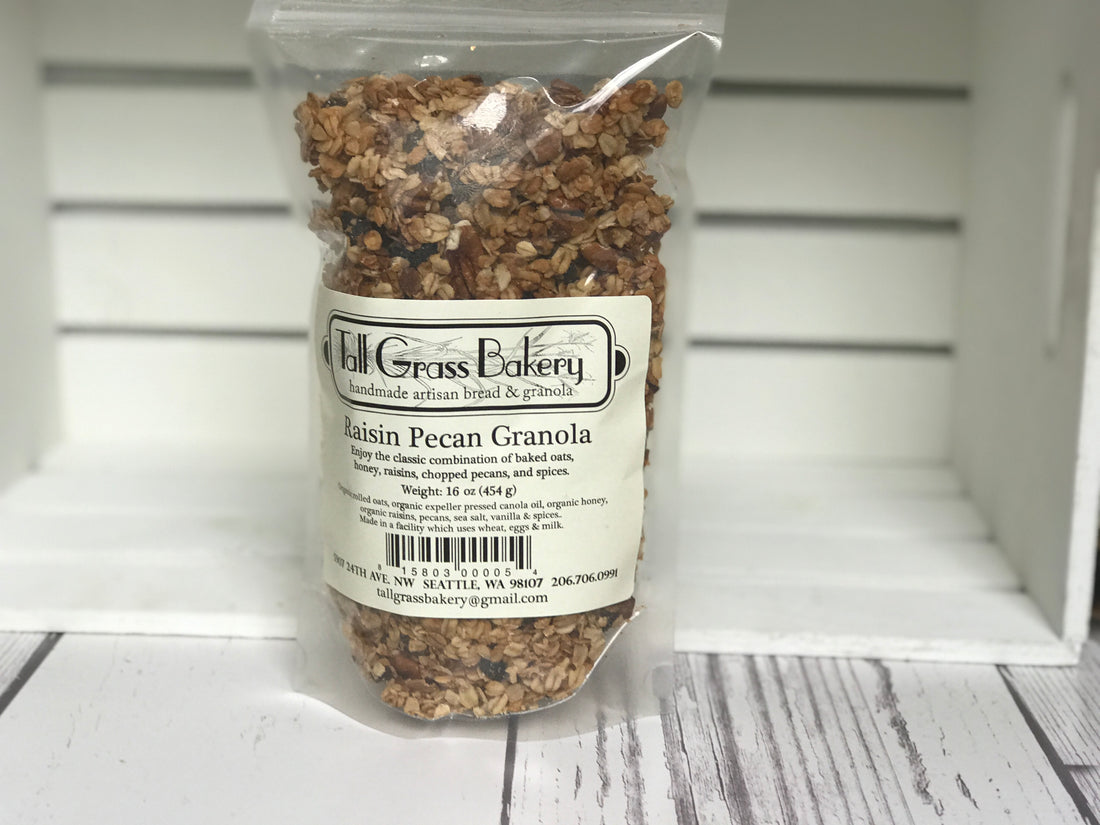 Tall Grass Bakery
handmade artisan bread & granola
Raisin Pecan Granola
Enjoy the classic combination of baked oats,
honey, raisins, chopped pecans, and spices.
Weight: 16 oz (454 g)
Organic rolled oats, organic expeller pressed canola oil, organic honey,
organic raisins, pecans, sea salt, vanilla & spices.
Made in a facility which uses wheat, eggs & milk.
8 15803 00005 4
24TH AVE. NW SEATTLE, WA 98107 206.706.0991
tallgrassbakery@gmail.com